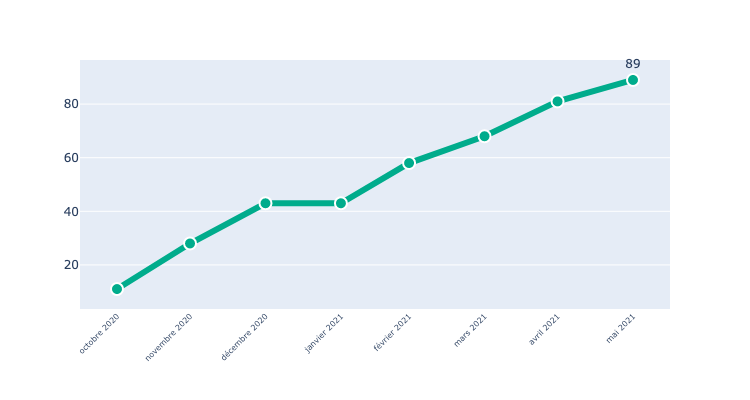 89
80
60
40
20
octobre 2020
novembre 2020
décembre 2020
janvier 2021
février 2021
mars 2021
avril 2021
mai 2021